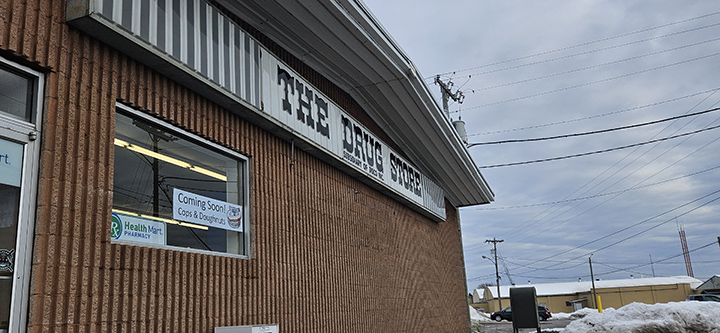 THE DRUG STORE
Coming Soon!
Cops & Doughnuts
Health Mart.
PHARMACY